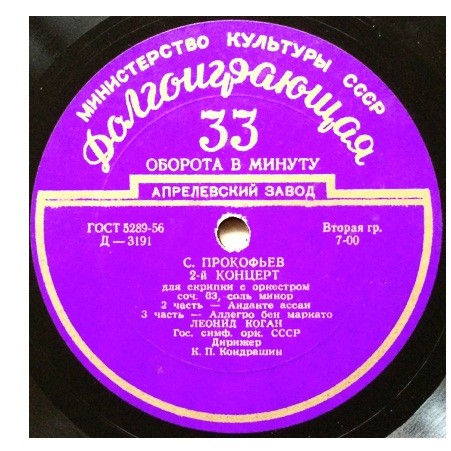 МИНИСТЕРСТВО КУЛЬТУРЫ СССР
Долгоиграющая
33
ОБОРОТА В МИНУТУ
АПРЕЛЕВСКИЙ ЗАВОД
ГОСТ 5289-56
Д — 3191
Вторая гр.
7-00
С. ПРОКОФЬЕВ
2-й КОНЦЕРТ
для скрипки с оркестром
соч. 63, соль минор
2 часть — Анданте ассаи
3 часть — Аллегро бен маркато
ЛЕОНИД КОГАН
Гос. симф. орк. СССР
Дирижер
К. П. Кондрашин